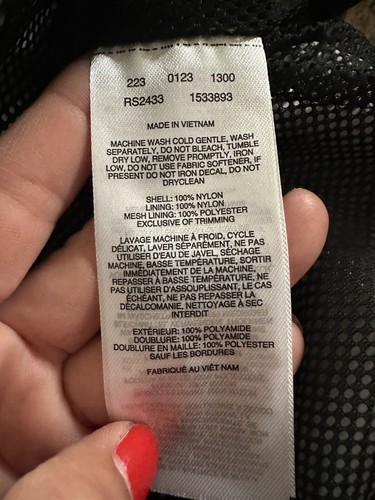 223 0123 1300
RS2433 1533893
MADE IN VIETNAM
MACHINE WASH COLD GENTLE, WASH
SEPARATELY, DO NOT BLEACH, TUMBLE
DRY LOW, REMOVE PROMPTLY, IRON
LOW, DO NOT USE FABRIC SOFTENER, IF
PRESENT DO NOT IRON DECAL, DO NOT
DRYCLEAN
SHELL: 100% NYLON
LINING: 100% NYLON
MESH LINING: 100% POLYESTER
EXCLUSIVE OF TRIMMING
LAVAGE MACHINE À FROID, CYCLE
DÉLICAT, LAVER SÉPARÉMENT, NE PAS
UTILISER D'EAU DE JAVEL, SÉCHAGE
MACHINE, BASSE TEMPÉRATURE, SORTIR
IMMÉDIATEMENT DE LA MACHINE,
REPASSER À BASSE TEMPÉRATURE, NE
PAS UTILISER D'ASSOUPLISSANT, LE CAS
ÉCHÉANT, NE PAS REPASSER LA
DÉCALCOMANIE, NETTOYAGE À SEC
INTERDIT
EXTÉRIEUR: 100% POLYAMIDE
DOUBLURE: 100% POLYAMIDE
DOUBLURE EN MAILLE: 100% POLYESTER
SAUF LES BORDURES
FABRIQUÉ AU VIÊT NAM